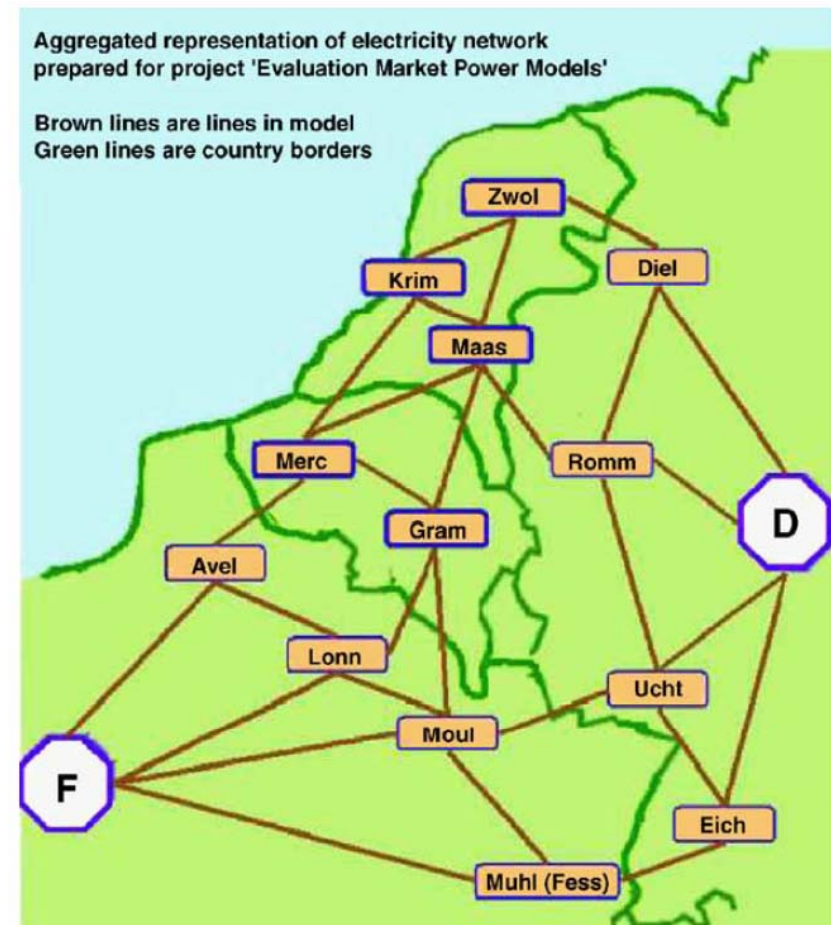 Aggregated representation of electricity network
prepared for project 'Evaluation Market Power Models'
Brown lines are lines in model
Green lines are country borders
Zwol
Diel
Krim
Maas
Merc
Romm
D
Gram
Avel
Lonn
Ucht
Moul
F
Eich
Muhl (Fess)